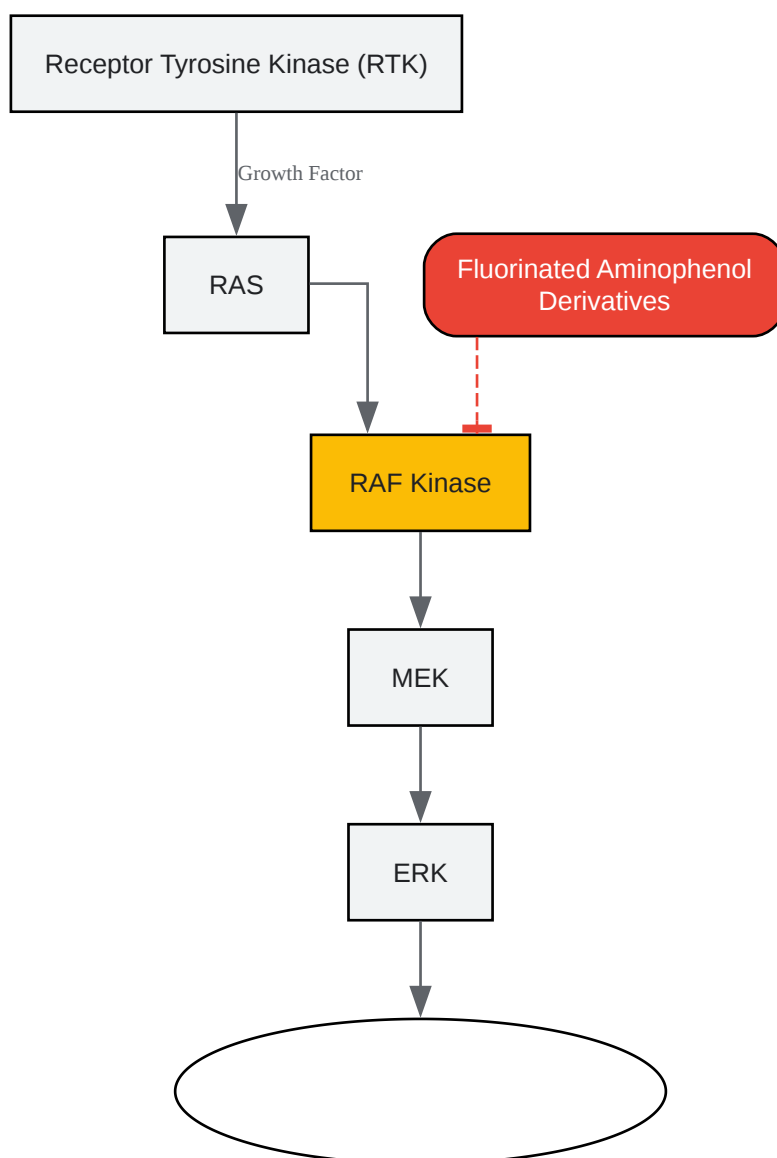 Receptor Tyrosine Kinase (RTK)
Growth Factor
RAS
Fluorinated Aminophenol
Derivatives
RAF Kinase
MEK
ERK